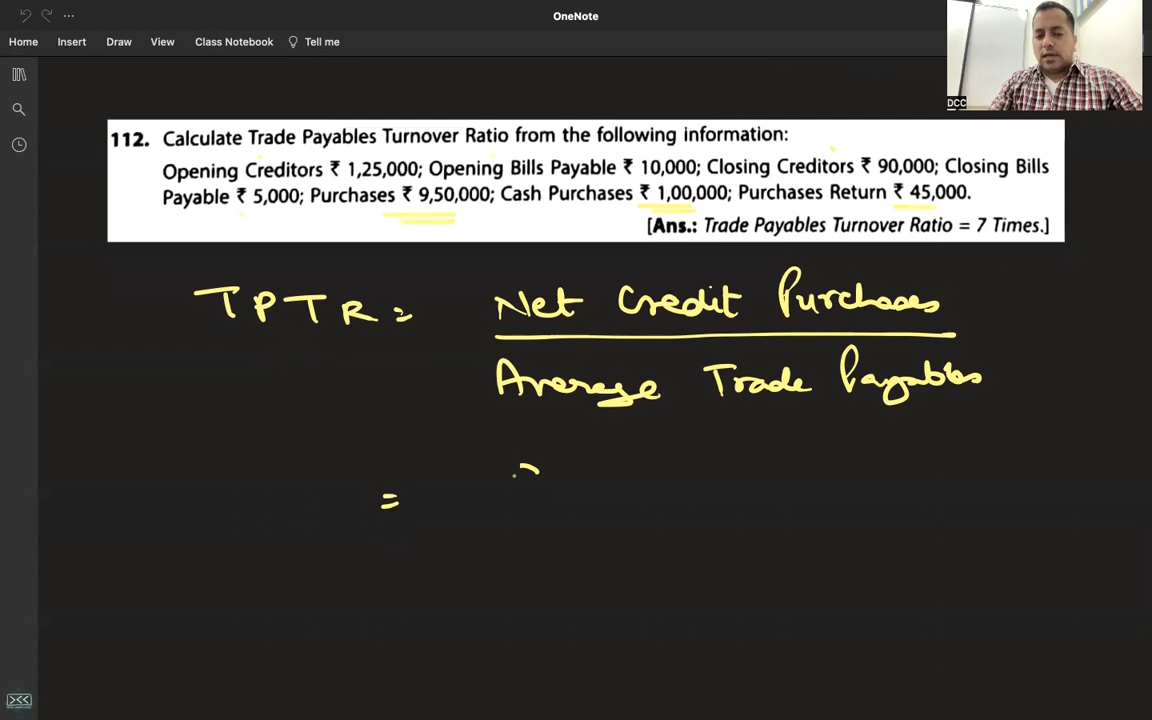 OneNote
Home Insert Draw View Class Notebook Tell me
DCC
112. Calculate Trade Payables Turnover Ratio from the following information:
Opening Creditors ₹ 1,25,000; Opening Bills Payable ₹ 10,000; Closing Creditors ₹ 90,000; Closing Bills
Payable ₹ 5,000; Purchases ₹ 9,50,000; Cash Purchases ₹ 1,00,000; Purchases Return ₹ 45,000.
[Ans.: Trade Payables Turnover Ratio = 7 Times.]
TPTR = Net Credit Purchases
Average Trade Payables
=